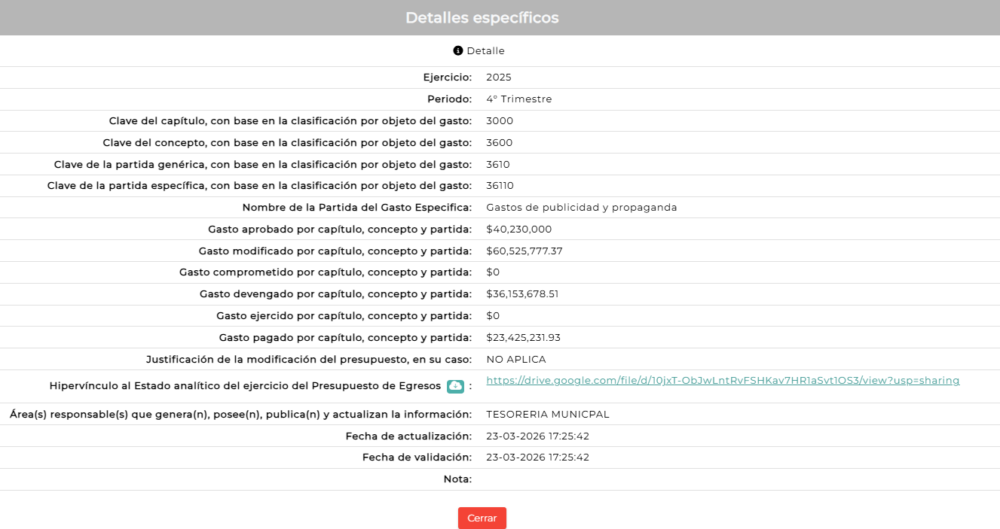 Detalles específicos
Detalle
Ejercicio: 2025
Periodo: 4° Trimestre
Clave del capítulo, con base en la clasificación por objeto del gasto: 3000
Clave del concepto, con base en la clasificación por objeto del gasto: 3600
Clave de la partida genérica, con base en la clasificación por objeto del gasto: 3610
Clave de la partida específica, con base en la clasificación por objeto del gasto: 36110
Nombre de la Partida del Gasto Especifica: Gastos de publicidad y propaganda
Gasto aprobado por capítulo, concepto y partida: $40,230,000
Gasto modificado por capítulo, concepto y partida: $60,525,777.37
Gasto comprometido por capítulo, concepto y partida: $0
Gasto devengado por capítulo, concepto y partida: $36,153,678.51
Gasto ejercido por capítulo, concepto y partida: $0
Gasto pagado por capítulo, concepto y partida: $23,425,231.93
Justificación de la modificación del presupuesto, en su caso: NO APLICA
Hipervínculo al Estado analítico del ejercicio del Presupuesto de Egresos : https://drive.google.com/file/d/10jxT-ObJwLntRvFSHKav7HR1aSvt1OS3/view?usp=sharing
Área(s) responsable(s) que genera(n), posee(n), publica(n) y actualizan la información: TESORERIA MUNICPAL
Fecha de actualización: 23-03-2026 17:25:42
Fecha de validación: 23-03-2026 17:25:42
Nota:
Cerrar